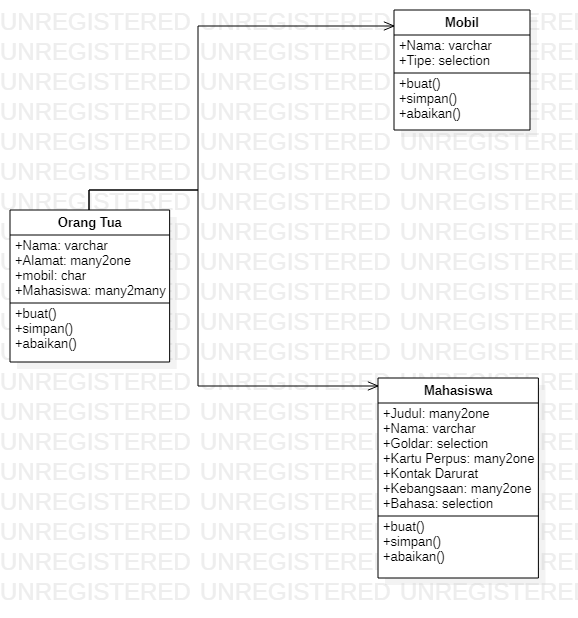 Mobil
+Nama: varchar
+Tipe: selection
+buat()
+simpan()
+abaikan()
Orang Tua
+Nama: varchar
+Alamat: many2one
+mobil: char
+Mahasiswa: many2many
+buat()
+simpan()
+abaikan()
Mahasiswa
+Judul: many2one
+Nama: varchar
+Goldar: selection
+Kartu Perpus: many2one
+Kontak Darurat
+Kebangsaan: many2one
+Bahasa: selection
+buat()
+simpan()
+abaikan()
UNREGISTERED